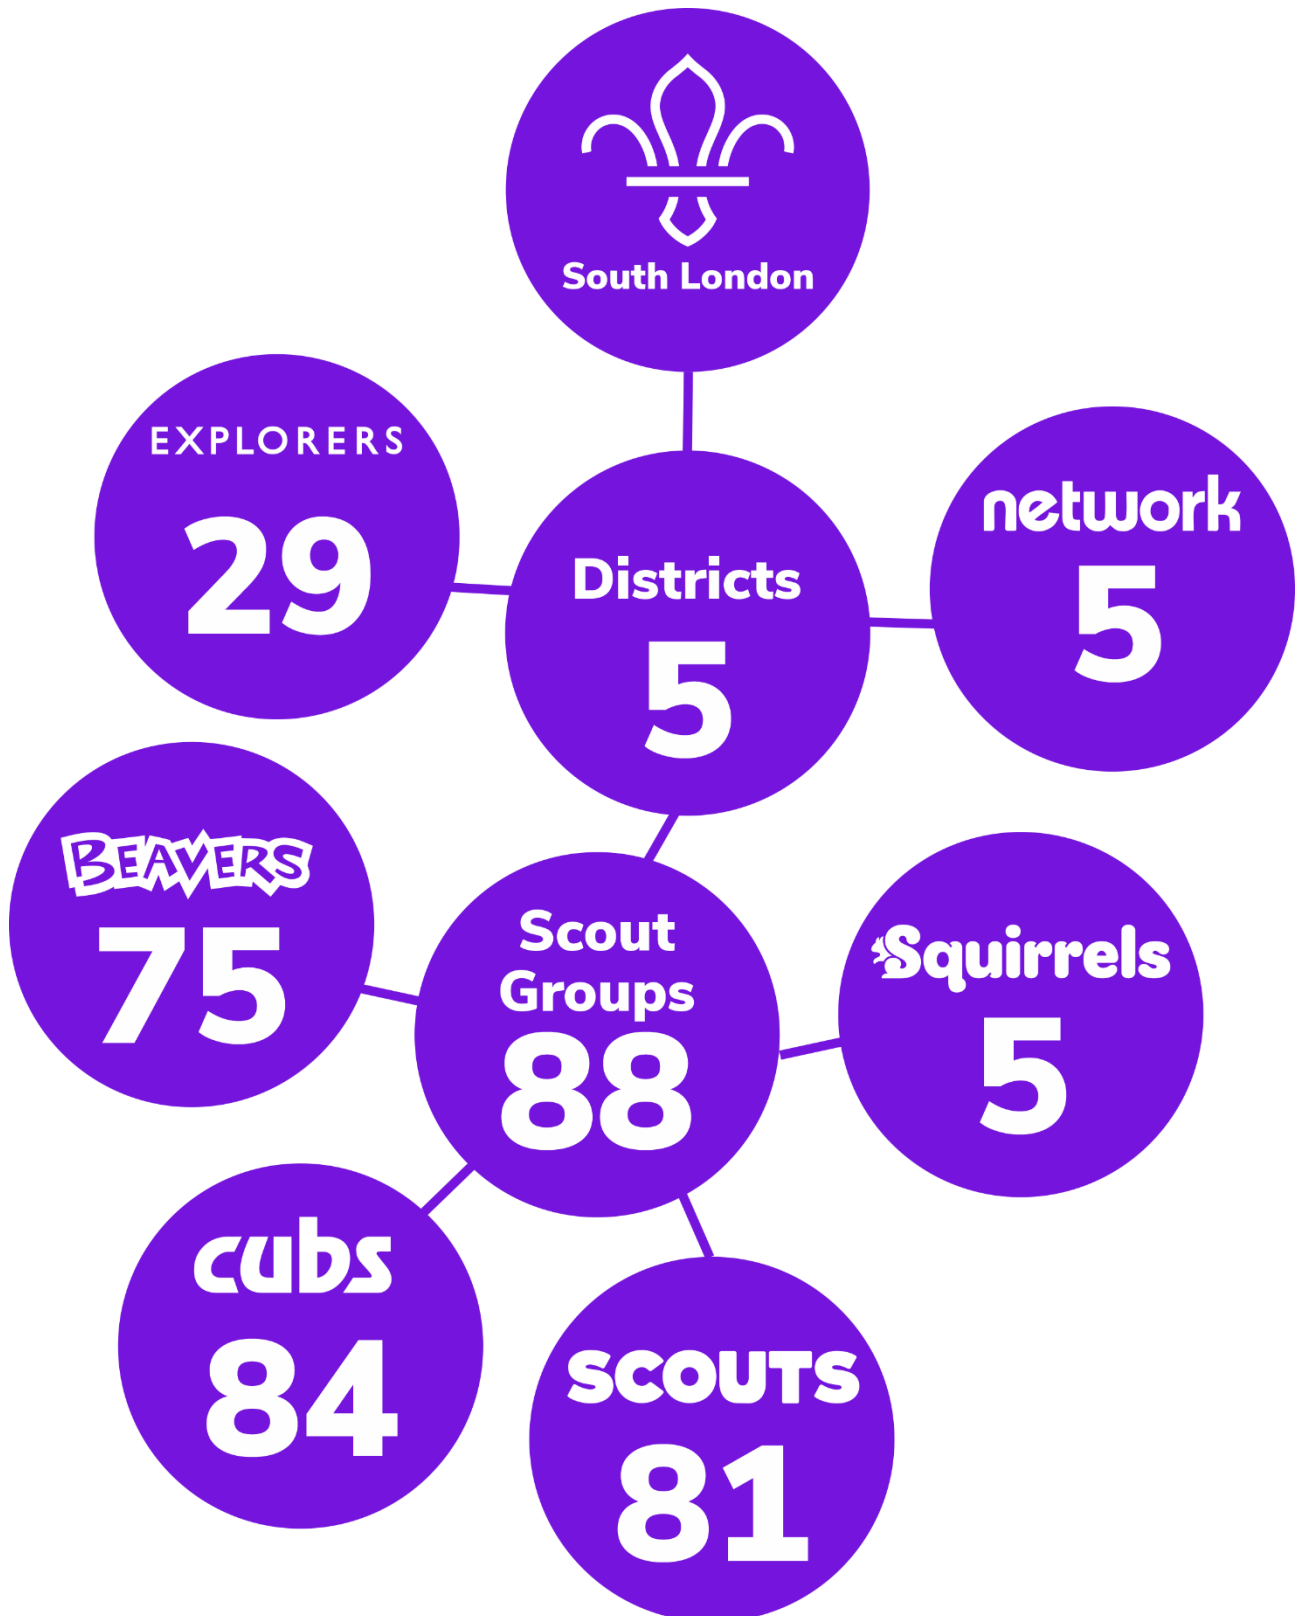 South London
EXPLORERS
29
Districts
5
network
5
BEAVERS
75
Scout
Groups
88
Squirrels
5
cubs
84
SCOUTS
81